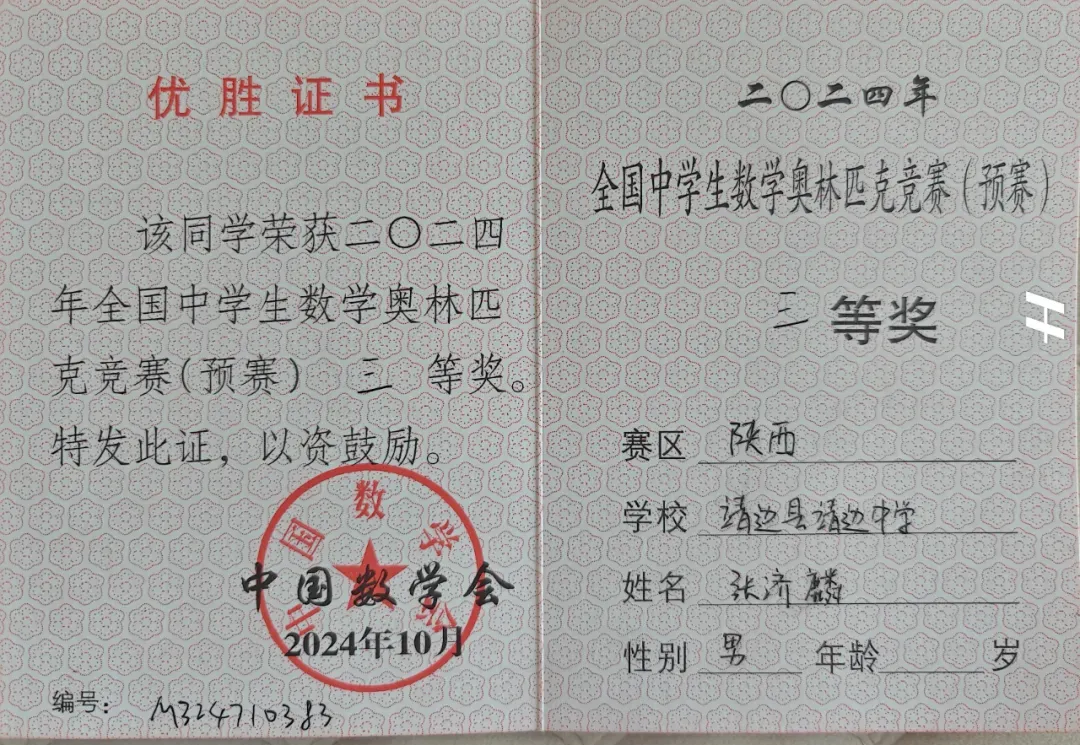 优胜证书
该同学荣获二〇二四
年全国中学生数学奥林匹
克竞赛(预赛) 三 等奖。
特发此证，以资鼓励。
中国数学会
中国数学会
2024年10月
编号： M324710383
二〇二四年
全国中学生数学奥林匹克竞赛(预赛)
三 等奖
赛区 陕西
学校 靖边县靖边中学
姓名 张济麟
性别 男 年龄 岁